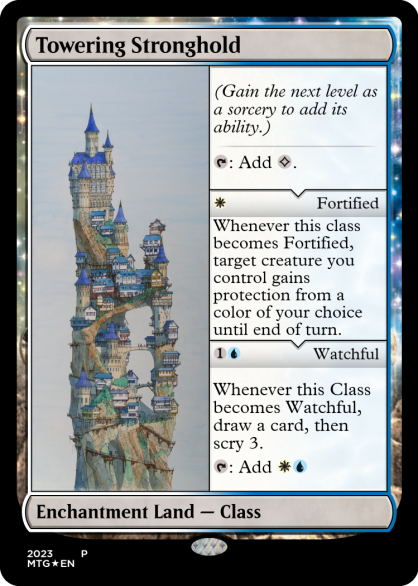 Towering Stronghold
(Gain the next level as
a sorcery to add its
ability.)
: Add .
Fortified
Whenever this class
becomes Fortified,
target creature you
control gains
protection from a
color of your choice
until end of turn.
1 Watchful
Whenever this Class
becomes Watchful,
draw a card, then
scry 3.
: Add
Enchantment Land — Class
2023 P
MTG★EN